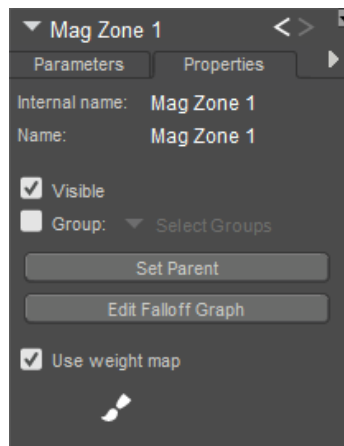 Mag Zone 1
Parameters Properties
Internal name: Mag Zone 1
Name: Mag Zone 1
Visible
Group: Select Groups
Set Parent
Edit Falloff Graph
Use weight map